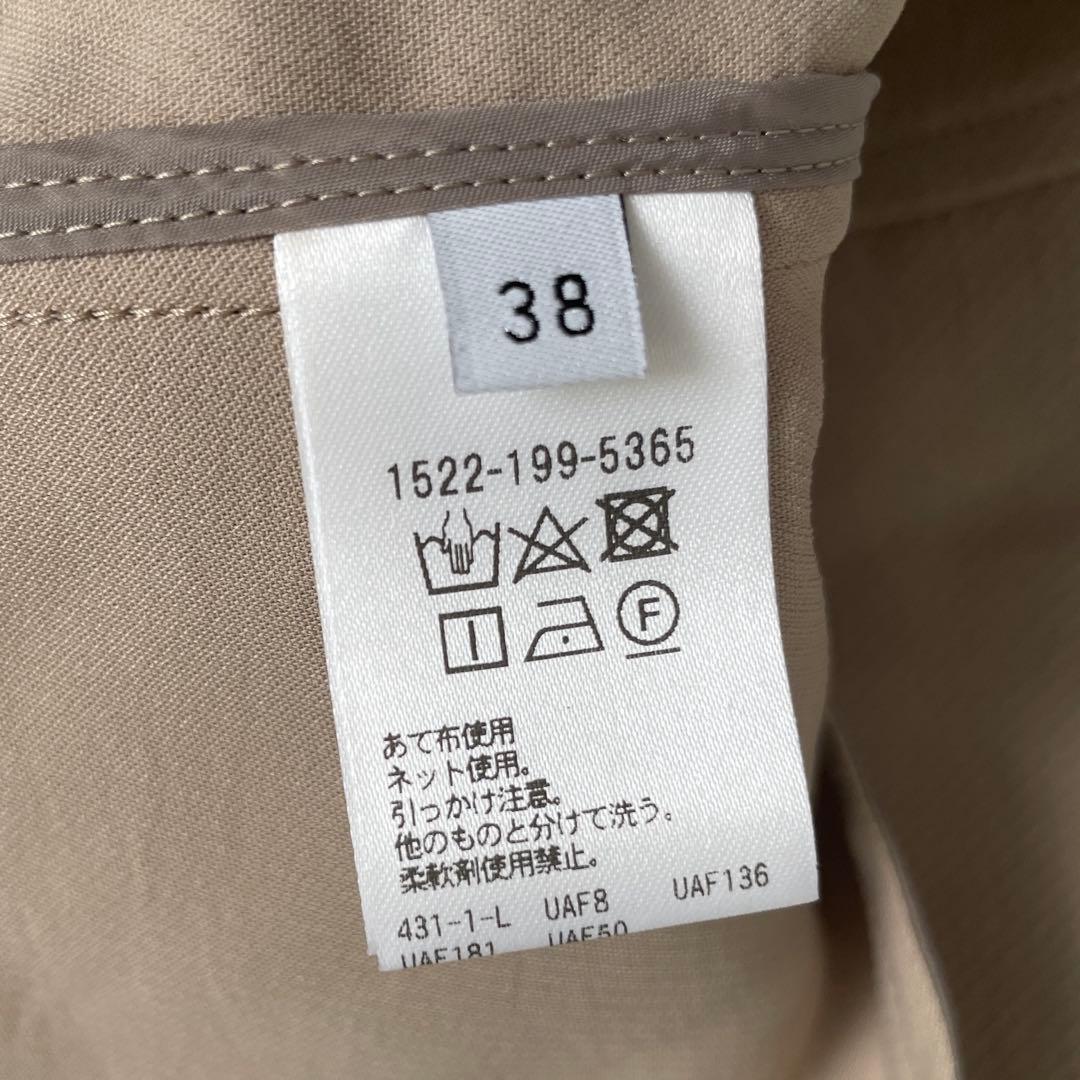 38
1522-199-5365
F
あて布使用
ネット使用。
引っかけ注意。
他のものと分けて洗う。
柔軟剤使用禁止。
431-1-L UAF8 UAF136
UAF181 UAF50